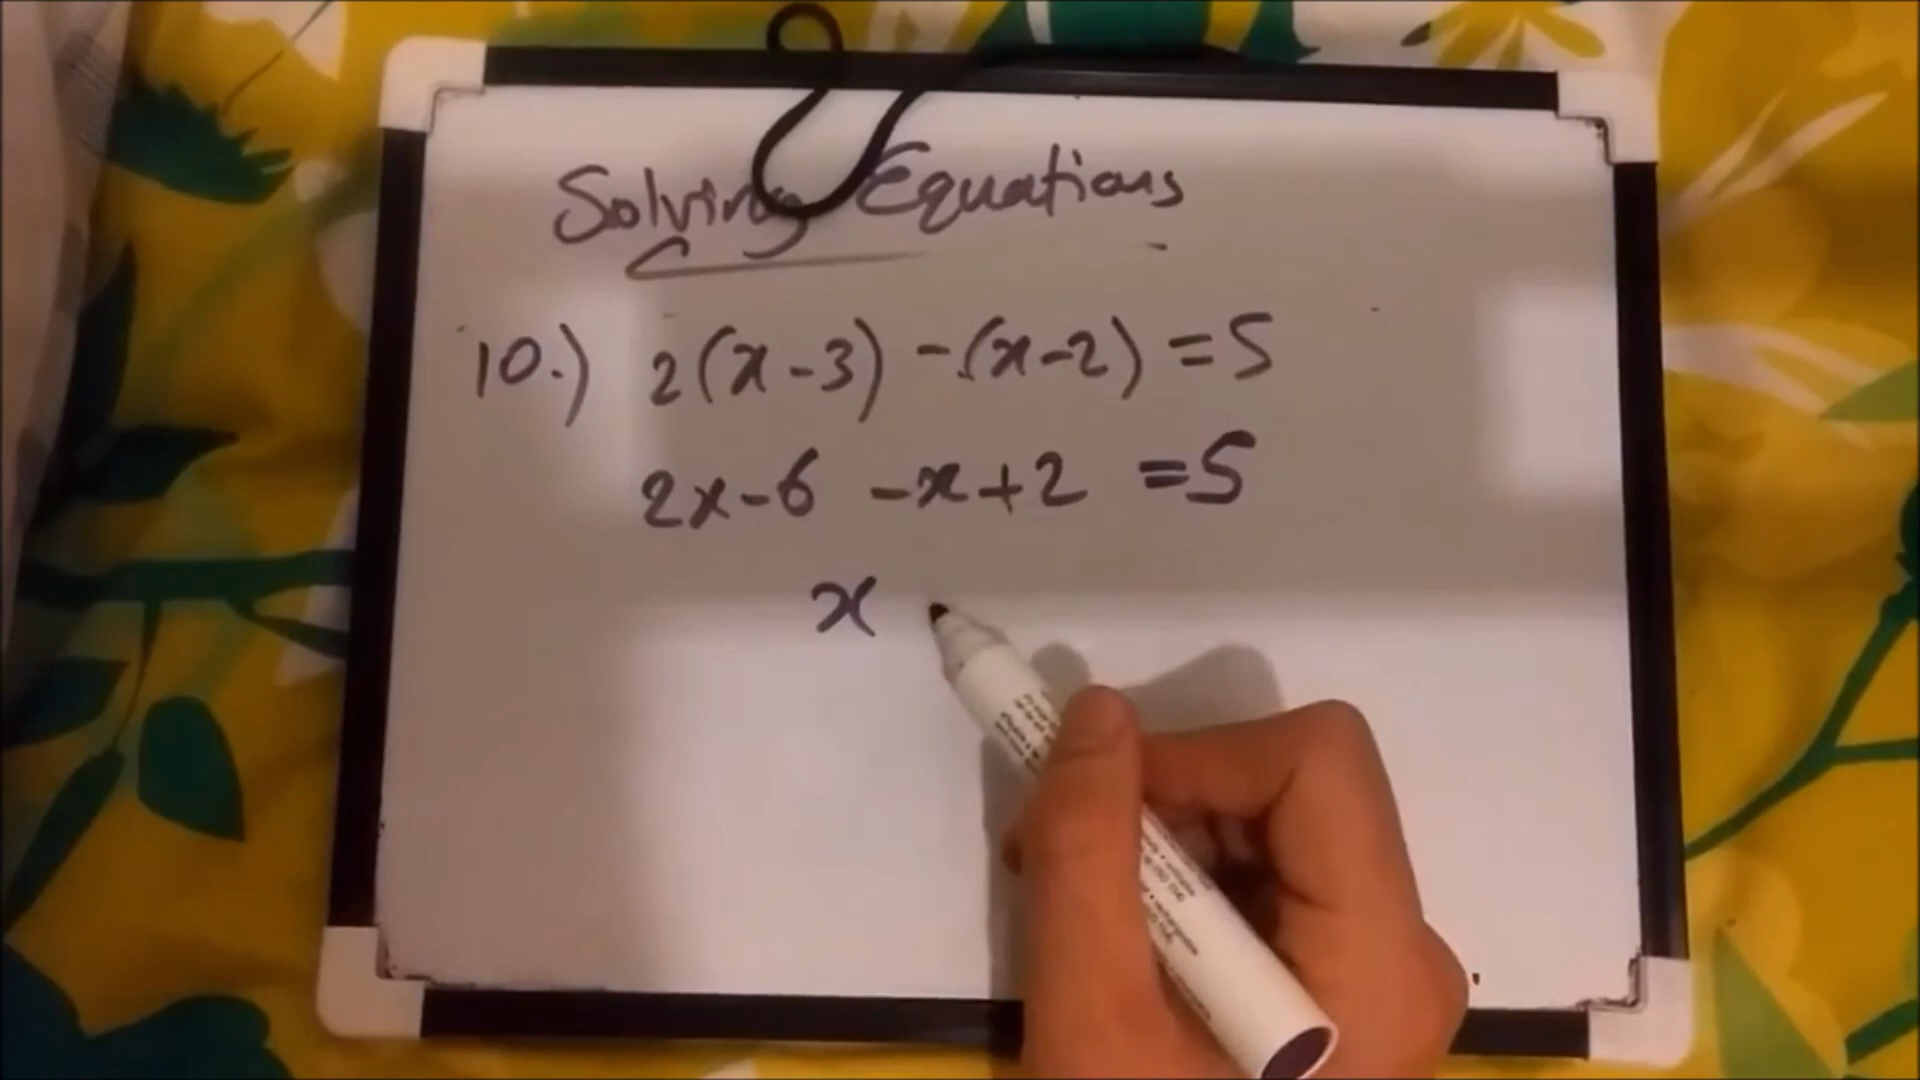 Solving Equations
10.) 2(x-3) -(x-2) = 5
2x-6 -x+2 = 5
x